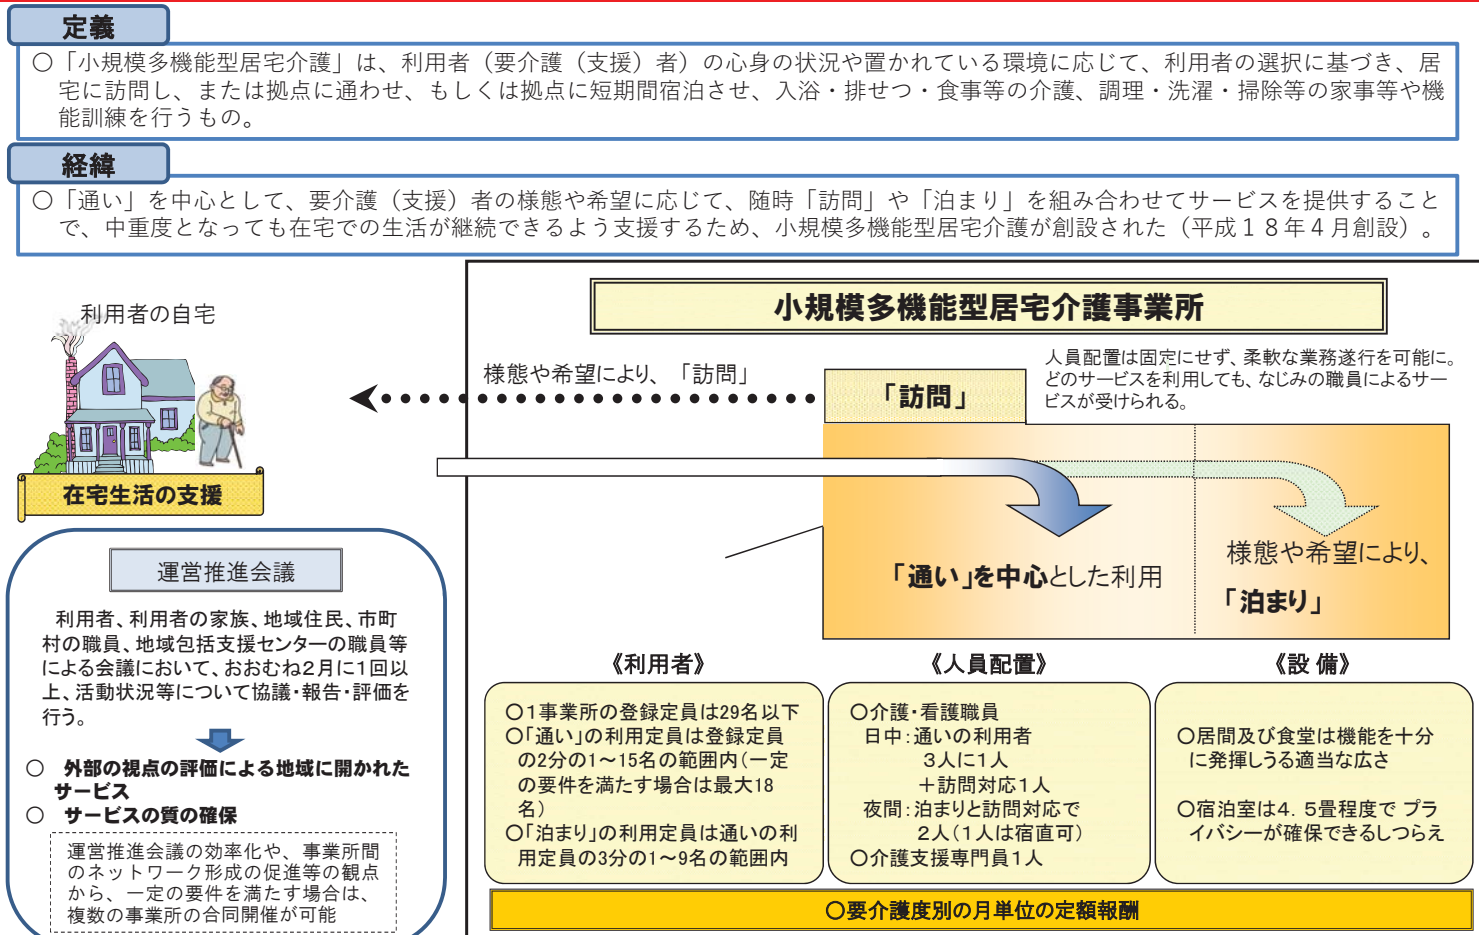 定義
○「小規模多機能型居宅介護」は、利用者（要介護（支援）者）の心身の状況や置かれている環境に応じて、利用者の選択に基づき、居
宅に訪問し、または拠点に通わせ、もしくは拠点に短期間宿泊させ、入浴・排せつ・食事等の介護、調理・洗濯・掃除等の家事等や機
能訓練を行うもの。
経緯
○「通い」を中心として、要介護（支援）者の様態や希望に応じて、随時「訪問」や「泊まり」を組み合わせてサービスを提供すること
で、中重度となっても在宅での生活が継続できるよう支援するため、小規模多機能型居宅介護が創設された（平成１８年４月創設）。
利用者の自宅
在宅生活の支援
運営推進会議
利用者、利用者の家族、地域住民、市町
村の職員、地域包括支援センターの職員等
による会議において、おおむね２月に１回以
上、活動状況等について協議・報告・評価を
行う。
○　外部の視点の評価による地域に開かれた
サービス
○　サービスの質の確保
運営推進会議の効率化や、事業所間
のネットワーク形成の促進等の観点
から、一定の要件を満たす場合は、
複数の事業所の合同開催が可能
小規模多機能型居宅介護事業所
様態や希望により、「訪問」
「訪問」
人員配置は固定にせず、柔軟な業務遂行を可能に。
どのサービスを利用しても、なじみの職員によるサー
ビスが受けられる。
「通い」を中心とした利用
様態や希望により、
「泊まり」
《利用者》
○１事業所の登録定員は29名以下
○「通い」の利用定員は登録定員
の2分の1～15名の範囲内（一定
の要件を満たす場合は最大18
名）
○「泊まり」の利用定員は通いの利
用定員の3分の1～9名の範囲内
《人員配置》
○介護・看護職員
日中：通いの利用者
３人に１人
＋訪問対応１人
夜間：泊まりと訪問対応で
２人（１人は宿直可）
○介護支援専門員１人
《設 備》
○居間及び食堂は機能を十分
に発揮しうる適当な広さ
○宿泊室は４．５畳程度で プラ
イバシーが確保できるしつらえ
○要介護度別の月単位の定額報酬